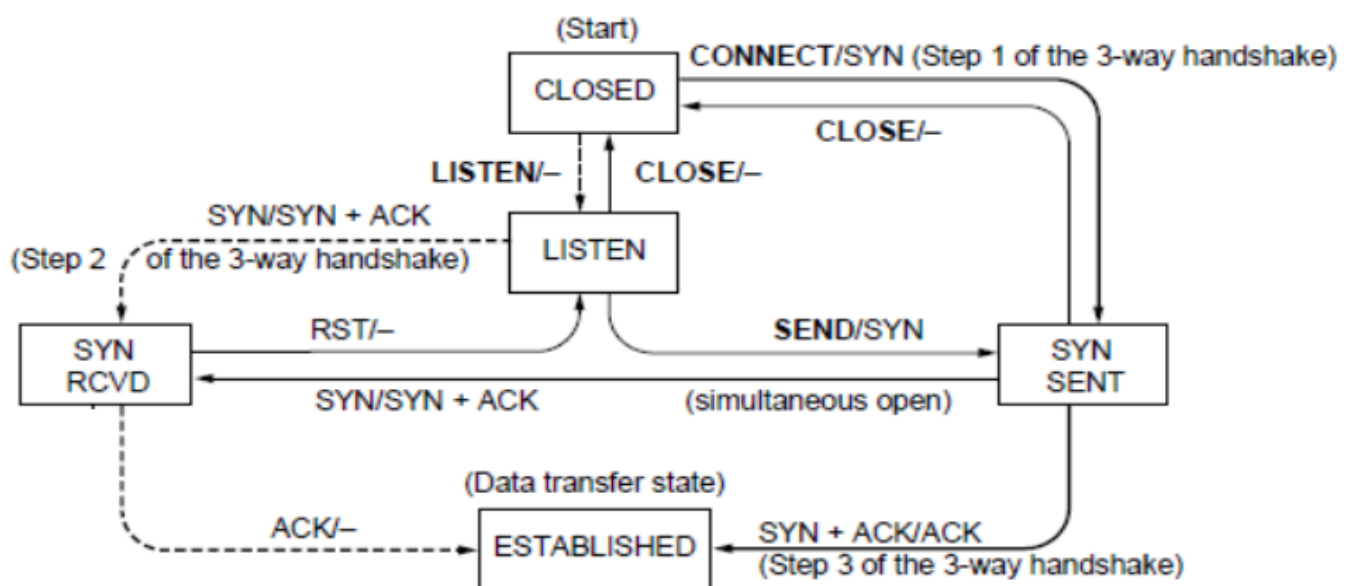 (Start)
CONNECT/SYN (Step 1 of the 3-way handshake)
CLOSED
CLOSE/–
LISTEN/–
CLOSE/–
SYN/SYN + ACK
(Step 2 of the 3-way handshake)
LISTEN
RST/–
SEND/SYN
SYN
RCVD
SYN
SENT
SYN/SYN + ACK
(simultaneous open)
(Data transfer state)
ACK/–
ESTABLISHED
SYN + ACK/ACK
(Step 3 of the 3-way handshake)